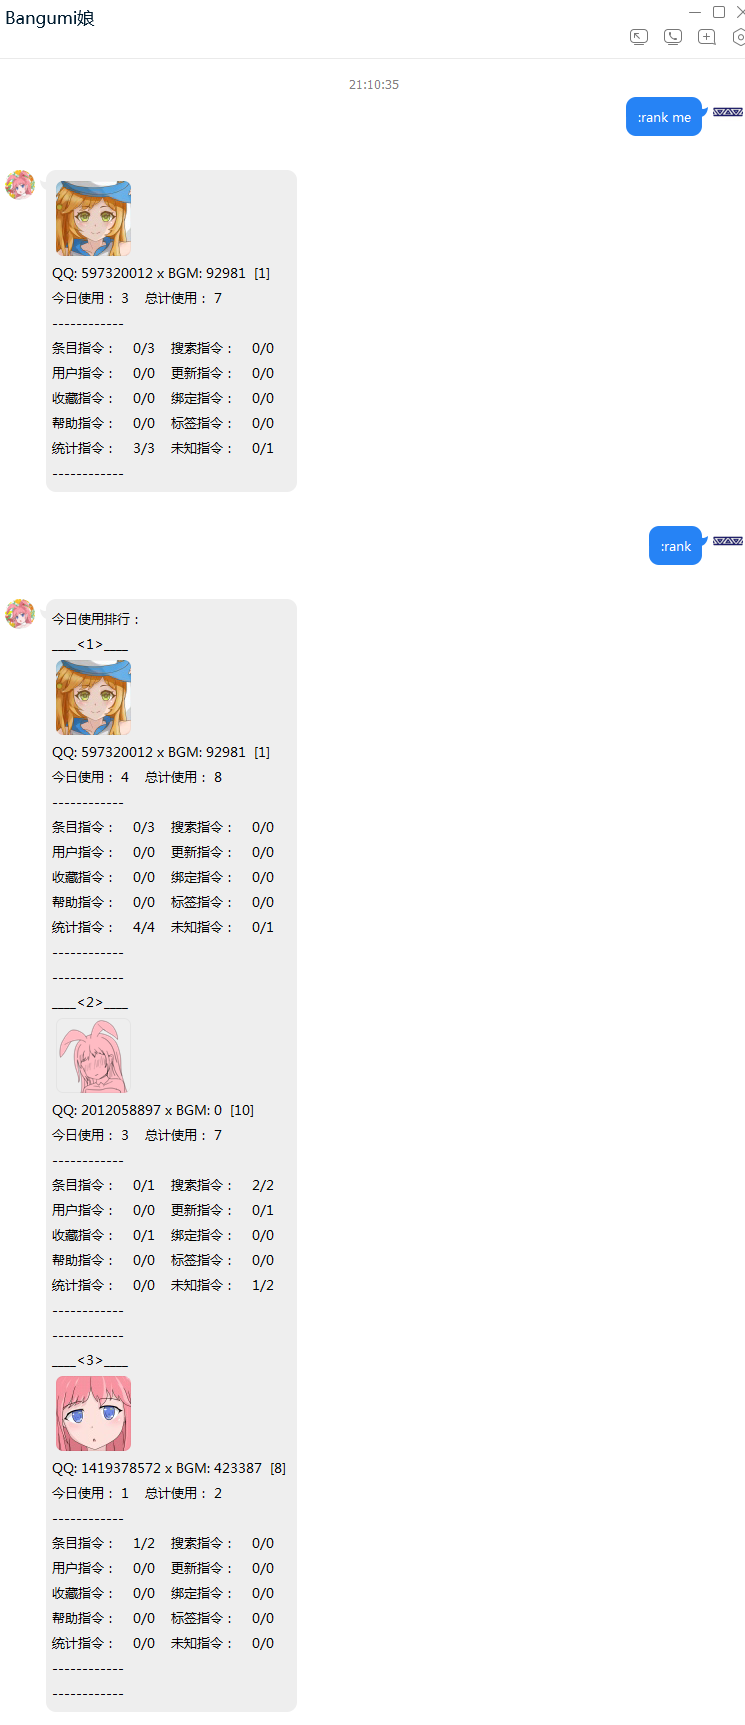 Bangumi娘
21:10:35
:rank me
QQ: 597320012 x BGM: 92981 [1]
今日使用： 3 总计使用： 7
------------
条目指令： 0/3 搜索指令： 0/0
用户指令： 0/0 更新指令： 0/0
收藏指令： 0/0 绑定指令： 0/0
帮助指令： 0/0 标签指令： 0/0
统计指令： 3/3 未知指令： 0/1
------------
:rank
今日使用排行：
____<1>____
QQ: 597320012 x BGM: 92981 [1]
今日使用： 4 总计使用： 8
------------
条目指令： 0/3 搜索指令： 0/0
用户指令： 0/0 更新指令： 0/0
收藏指令： 0/0 绑定指令： 0/0
帮助指令： 0/0 标签指令： 0/0
统计指令： 4/4 未知指令： 0/1
------------
------------
____<2>____
QQ: 2012058897 x BGM: 0 [10]
今日使用： 3 总计使用： 7
------------
条目指令： 0/1 搜索指令： 2/2
用户指令： 0/0 更新指令： 0/1
收藏指令： 0/1 绑定指令： 0/0
帮助指令： 0/0 标签指令： 0/0
统计指令： 0/0 未知指令： 1/2
------------
------------
____<3>____
QQ: 1419378572 x BGM: 423387 [8]
今日使用： 1 总计使用： 2
------------
条目指令： 1/2 搜索指令： 0/0
用户指令： 0/0 更新指令： 0/0
收藏指令： 0/0 绑定指令： 0/0
帮助指令： 0/0 标签指令： 0/0
统计指令： 0/0 未知指令： 0/0
------------
------------